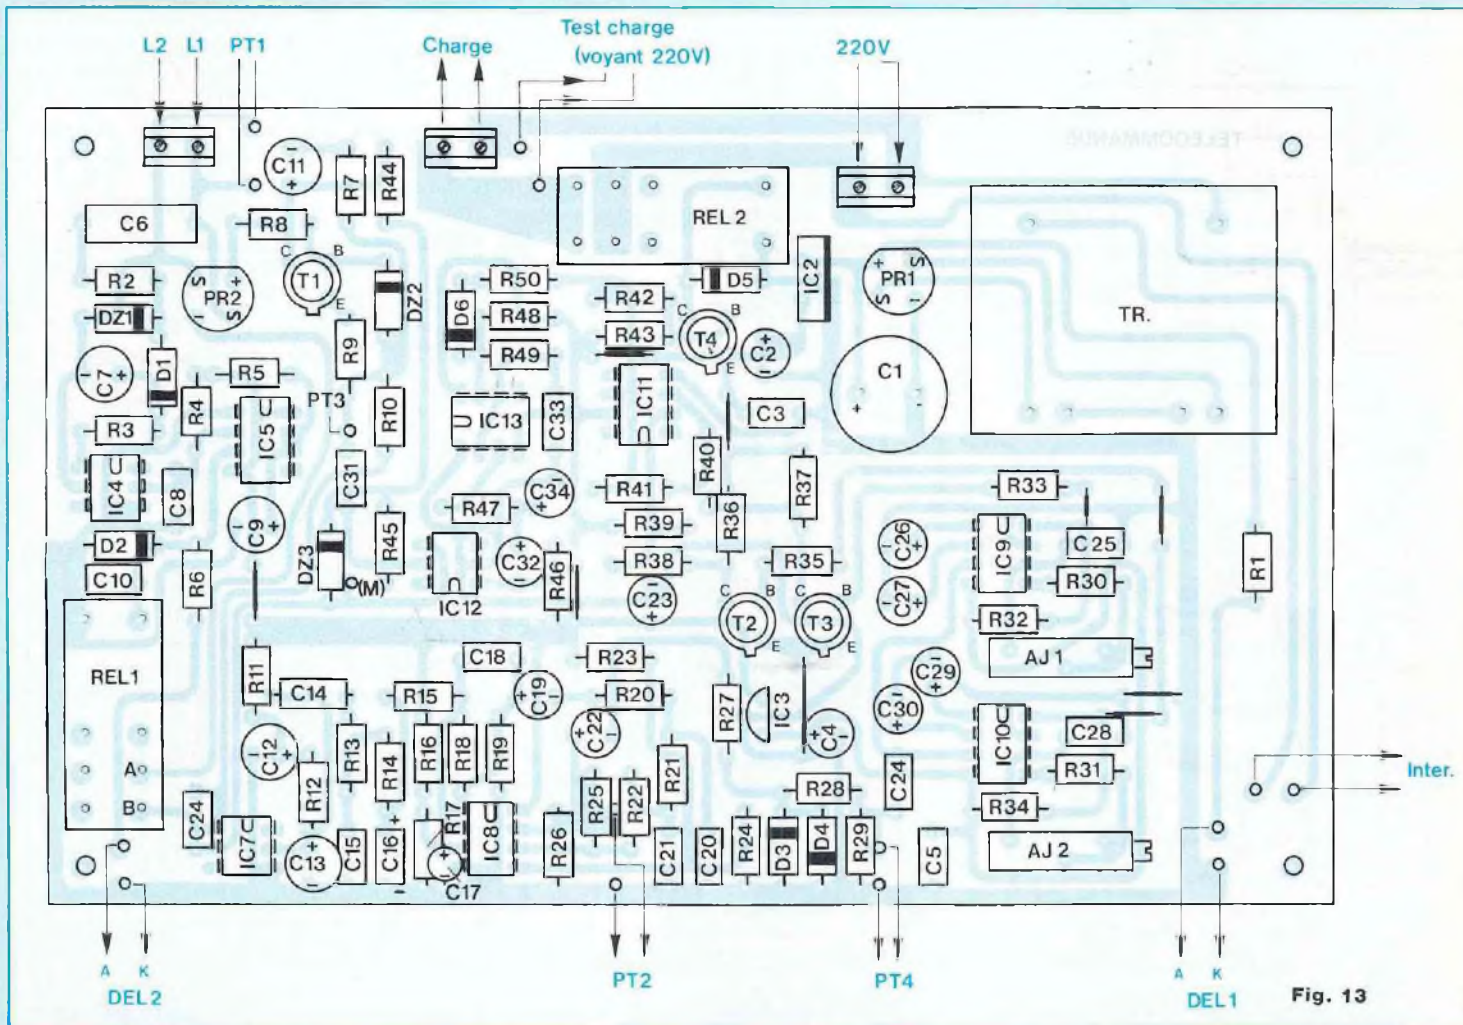 Test charge
L2 L1 PT1 Charge (voyant 220V) 220V
C11 R7 R44
C6 R8 REL 2
C B
R2 PR2 T1 DZ2 R50 R42 D5 IC2 PR1
S + - S E + S S -
DZ1 D6 R48 R43 C B T4 E C2 TR.
C7 D1 R5 R9 R49 C1
R4 PT3 R10 IC11 C3
R3 IC5 IC13 C33
IC4 C8 C31 C34 R41 R40 R37 R33
C9 R47 R39 R36 C26 IC9 C25
D2 DZ3 R45 C32 R46 R38 R35 R1
C10 R6 (M) IC12 C23 C27 R30
C B C B
T2 E T3 E R32
REL1 R11 C18 R23 AJ 1
C14 R15 C19 R20 R27 IC3 C29
C12 R13 R16 R18 R19 C22 C4 C30 IC10 C28
A R12 R14 R21 C24 R31 Inter.
B R25 R22 R28 R34
C24 IC7 C13 C15 C16 R17 IC8 R26 C21 C20 R24 D3 D4 R29 C5 AJ 2
C17
A K PT2 PT4 A K
DEL2 DEL1
Fig. 13